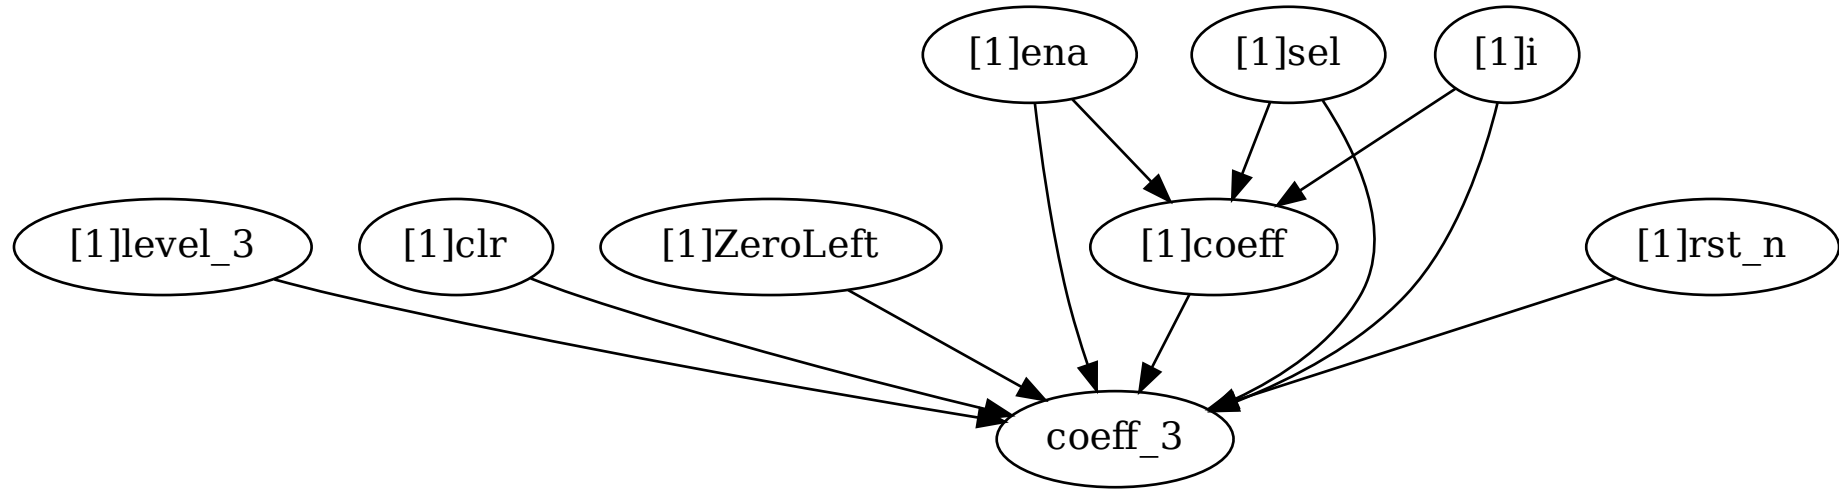 [1]ena
[1]sel
[1]i
[1]level_3
[1]clr
[1]ZeroLeft
[1]coeff
[1]rst_n
coeff_3